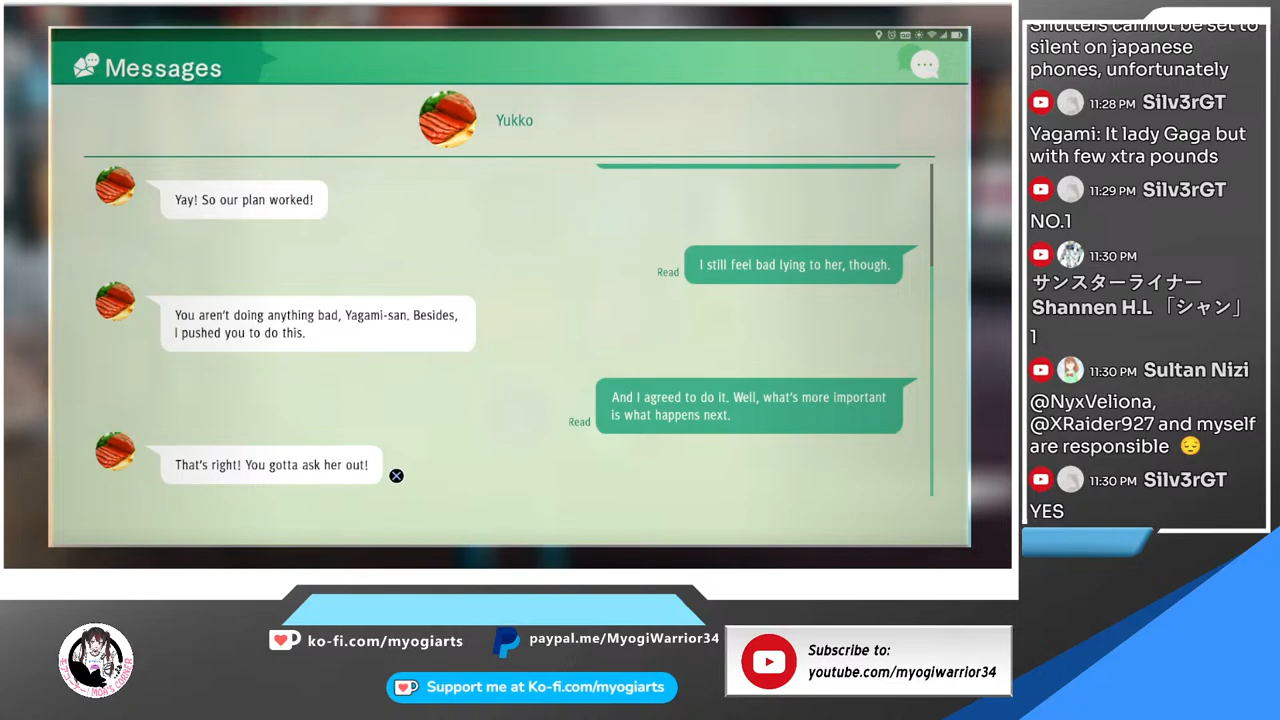 Messages
Yukko
Yay! So our plan worked!
I still feel bad lying to her, though.
Read
You aren't doing anything bad, Yagami-san. Besides,
I pushed you to do this.
And I agreed to do it. Well, what's more important
is what happens next.
Read
That's right! You gotta ask her out!
Shutters cannot be set to
silent on japanese
phones, unfortunately
11:28 PM Silv3rGT
Yagami: It lady Gaga but
with few xtra pounds
11:29 PM Silv3rGT
NO.1
11:30 PM
サンスターライナー
Shannen H.L 「シャン」
1
11:30 PM Sultan Nizi
@NyxVeliona,
@XRaider927 and myself
are responsible 😔
11:30 PM Silv3rGT
YES
ko-fi.com/myogiarts
paypal.me/MyogiWarrior34
Support me at Ko-fi.com/myogiarts
Subscribe to:
youtube.com/myogiwarrior34